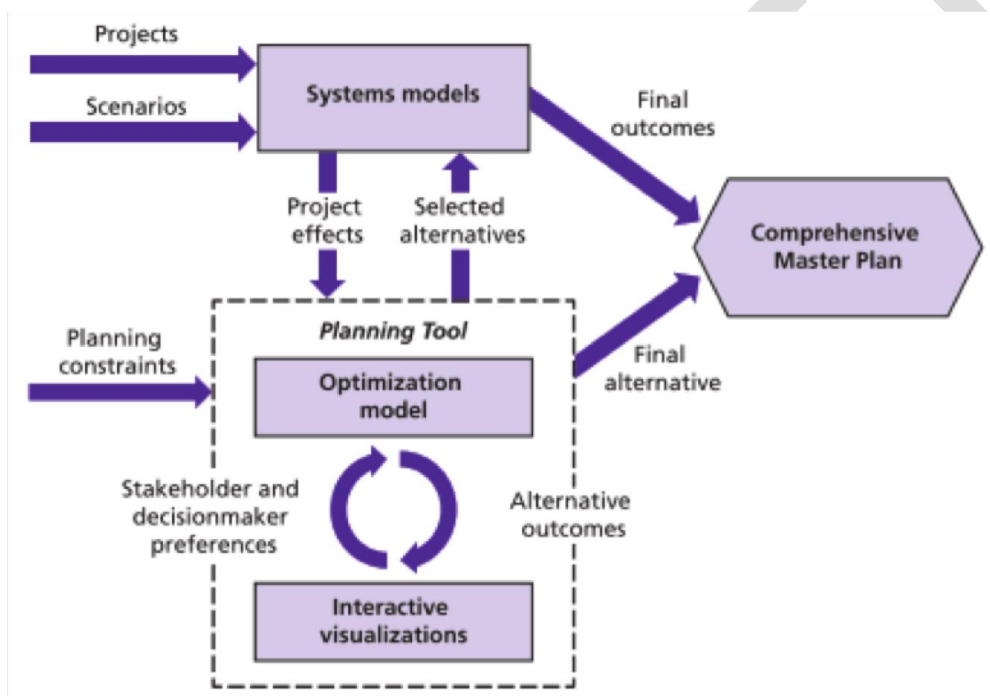 Projects
Systems models
Scenarios
Final
outcomes
Project
effects
Selected
alternatives
Comprehensive
Master Plan
Planning Tool
Planning
constraints
Optimization
model
Final
alternative
Stakeholder and
decisionmaker
preferences
Alternative
outcomes
Interactive
visualizations